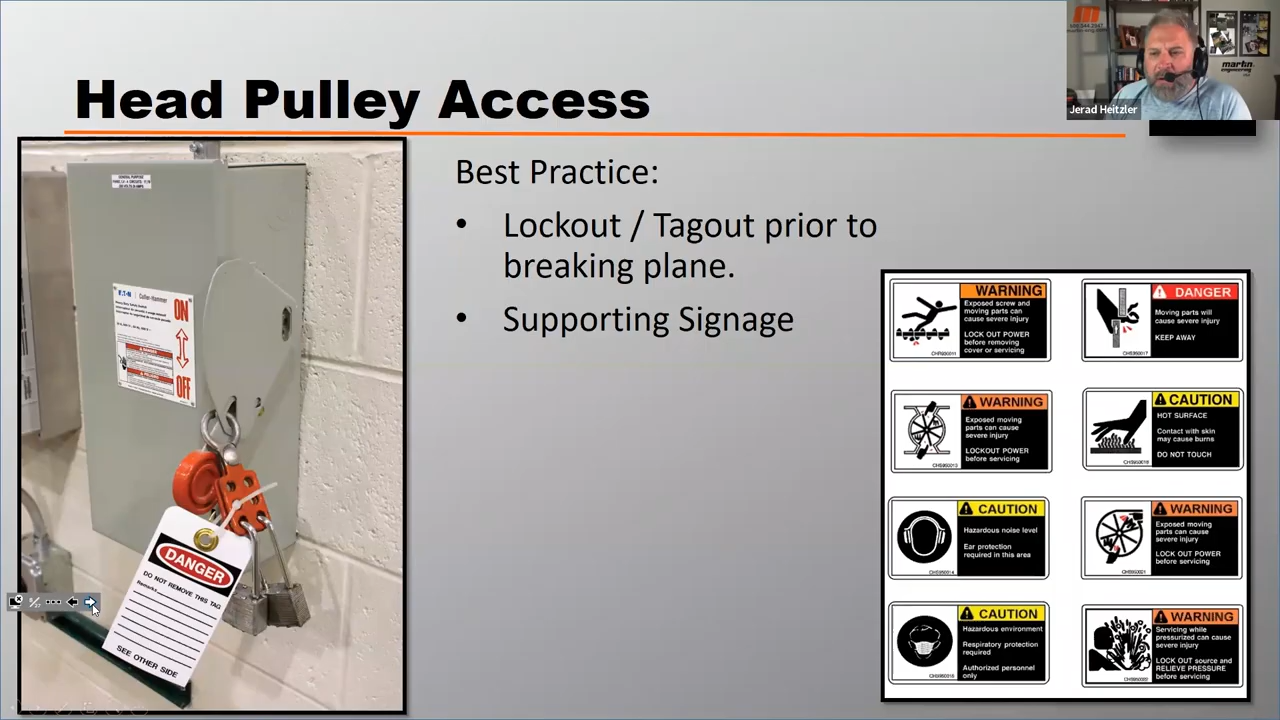 Head Pulley Access
martin
engineering
Jerad Heitzler
Best Practice:
• Lockout / Tagout prior to
breaking plane.
• Supporting Signage
ON
OFF
DANGER
DO NOT REMOVE THIS TAG
Remarks
SEE OTHER SIDE
WARNING
Exposed screw and
moving parts can
cause severe injury
LOCK OUT POWER
before removing
cover or servicing
DANGER
Moving parts will
cause severe injury
KEEP AWAY
WARNING
Exposed moving
parts can cause
severe injury
LOCKOUT POWER
before servicing
CAUTION
HOT SURFACE
Contact with skin
may cause burns
DO NOT TOUCH
CAUTION
Hazardous noise level
Ear protection
required in this area
WARNING
Exposed moving
parts can cause
severe injury
LOCK OUT POWER
before servicing
CAUTION
Hazardous environment
Respiratory protection
required
Authorized personnel
only
WARNING
Servicing while
pressurized can cause
severe injury
LOCK OUT source and
RELIEVE PRESSURE
before servicing